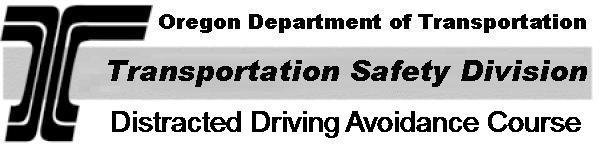 Oregon Department of Transportation
Transportation Safety Division
Distracted Driving Avoidance Course